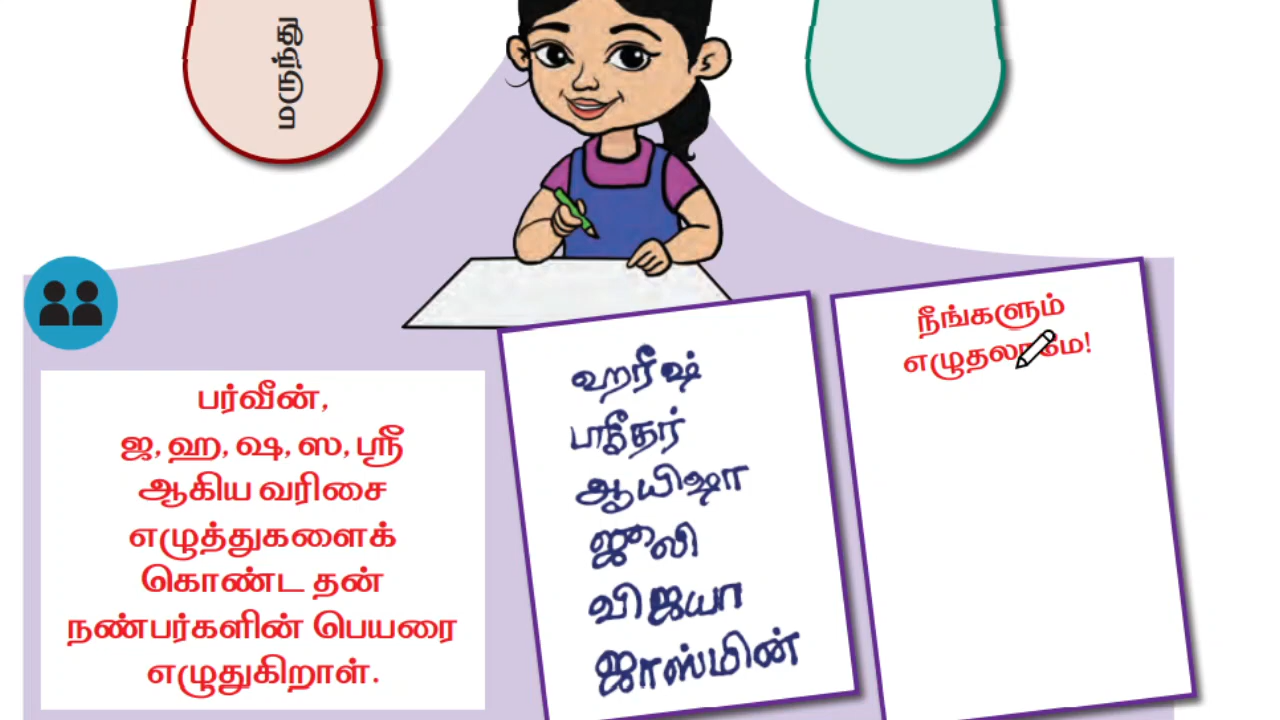 மருந்து
பர்வீன்,
ஜ, ஹ, ஷ, ஸ, ஸ்ரீ
ஆகிய வரிசை
எழுத்துகளைக்
கொண்ட தன்
நண்பர்களின் பெயரை
எழுதுகிறாள்.
ஹரீஷ்
ஸ்ரீதர்
ஆயிஷா
ஜூலி
விஜயா
ஜாஸ்மின்
நீங்களும்
எழுதலாமே!